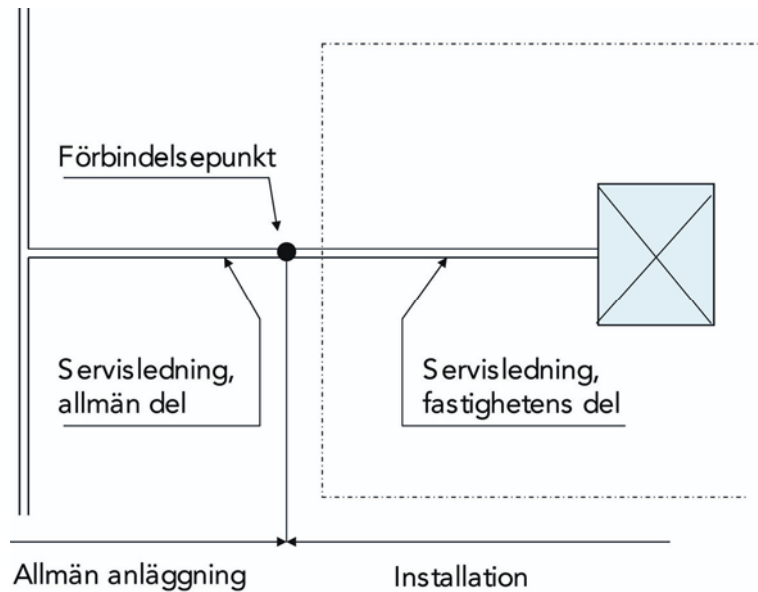 Förbindelsepunkt
Servisledning,
allmän del
Servisledning,
fastighetens del
Allmän anläggning
Installation